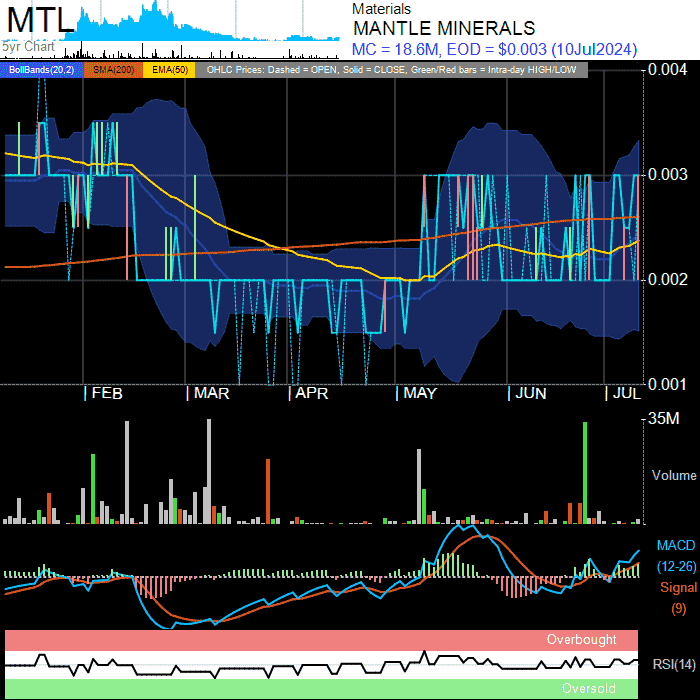 MTL
5yr Chart
Materials
MANTLE MINERALS
MC = 18.6M, EOD = $0.003 (10Jul2024)
BollBands(20,2) SMA(200) EMA(50) OHLC Prices: Dashed = OPEN, Solid = CLOSE, Green/Red bars = Intra-day HIGH/LOW
0.004
0.003
0.002
0.001
FEB MAR APR MAY JUN JUL
35M
Volume
MACD
(12-26)
Signal
(9)
Overbought
RSI(14)
Oversold